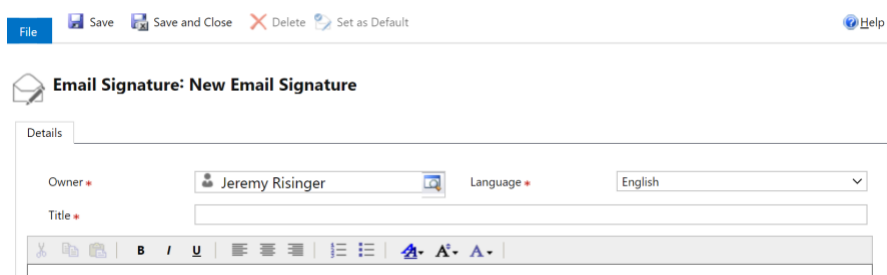 File Save Save and Close Delete Set as Default Help
Email Signature: New Email Signature
Details
Owner * Jeremy Risinger Language * English
Title *
B I U A A A